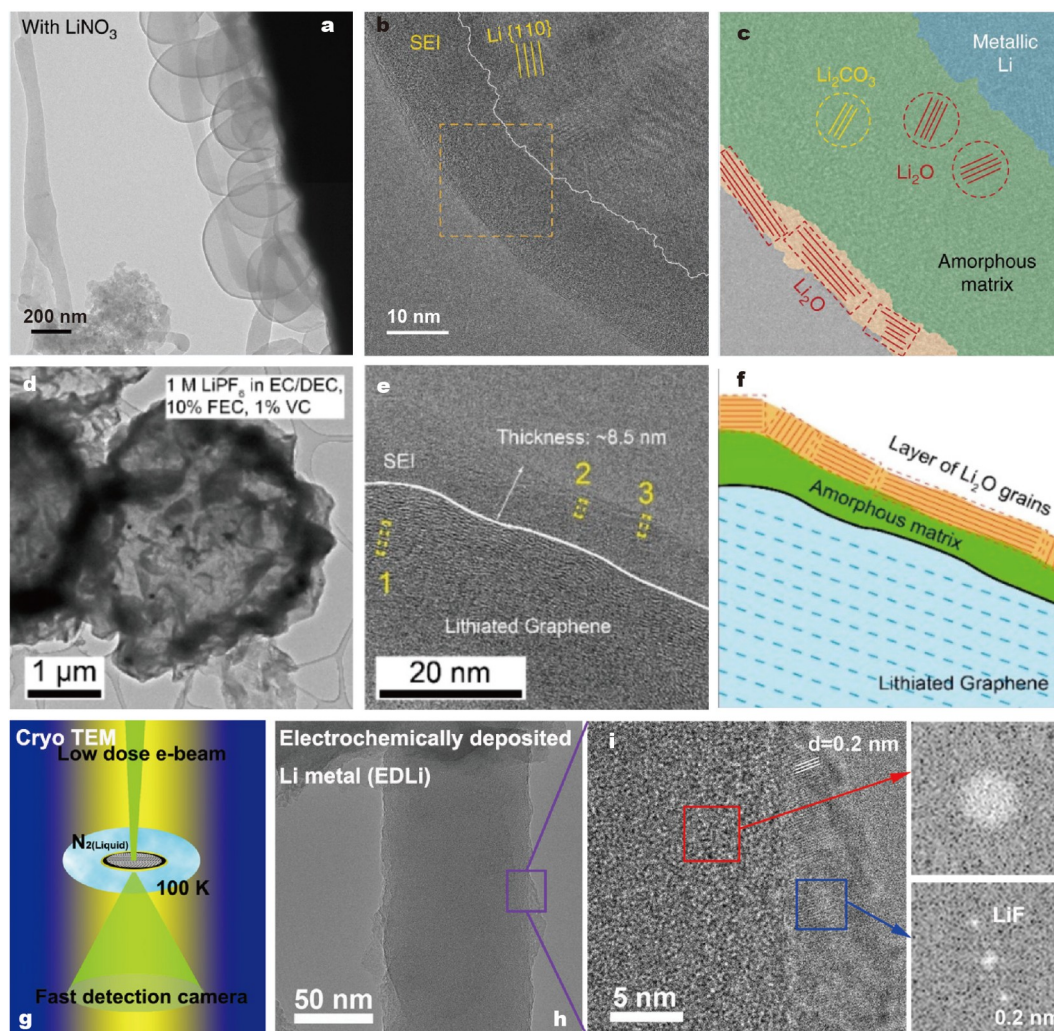 With LiNO₃
a
200 nm
b
SEI
Li {110}
10 nm
c
Metallic
Li
Li₂CO₃
Li₂O
Amorphous
matrix
Li₂O
d
1 M LiPF₆ in EC/DEC,
10% FEC, 1% VC
1 µm
e
Thickness: ~8.5 nm
SEI
2
3
1
Lithiated Graphene
20 nm
f
Layer of Li₂O grains
Amorphous matrix
Lithiated Graphene
Cryo TEM
Low dose e-beam
N₂(Liquid)
100 K
Fast detection camera
g
Electrochemically deposited
Li metal (EDLi)
50 nm
h
i
d=0.2 nm
5 nm
LiF
0.2 nm